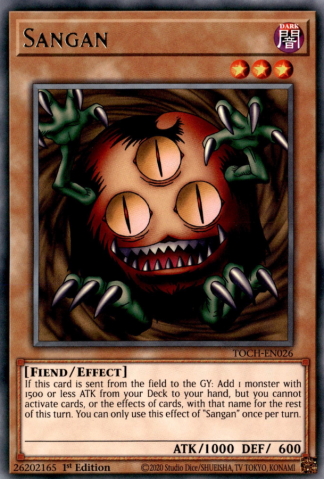 SANGAN
DARK
闇
TOCH-EN026
[FIEND/EFFECT]
If this card is sent from the field to the GY: Add 1 monster with
1500 or less ATK from your Deck to your hand, but you cannot
activate cards, or the effects of cards, with that name for the rest
of this turn. You can only use this effect of "Sangan" once per turn.
ATK/1000 DEF/ 600
26202165 1st Edition ©2020 Studio Dice/SHUEISHA, TV TOKYO, KONAMI